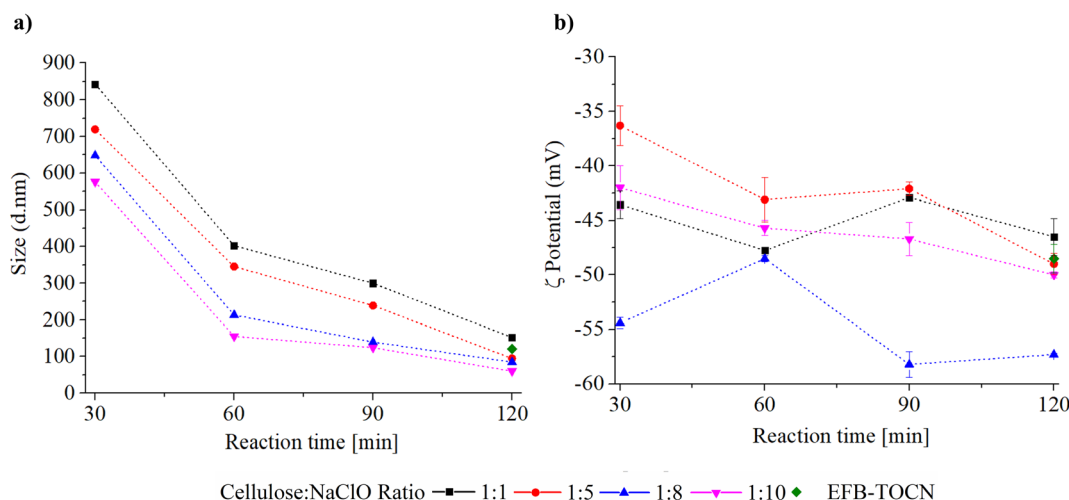 a)
900
800
700
600
500
400
300
200
100
0
Size (d.nm)
30 60 90 120
Reaction time [min]
b)
-30
-35
-40
-45
-50
-55
-60
ζ Potential (mV)
30 60 90 120
Reaction time [min]
Cellulose:NaClO Ratio 1:1 1:5 1:8 1:10 EFB-TOCN